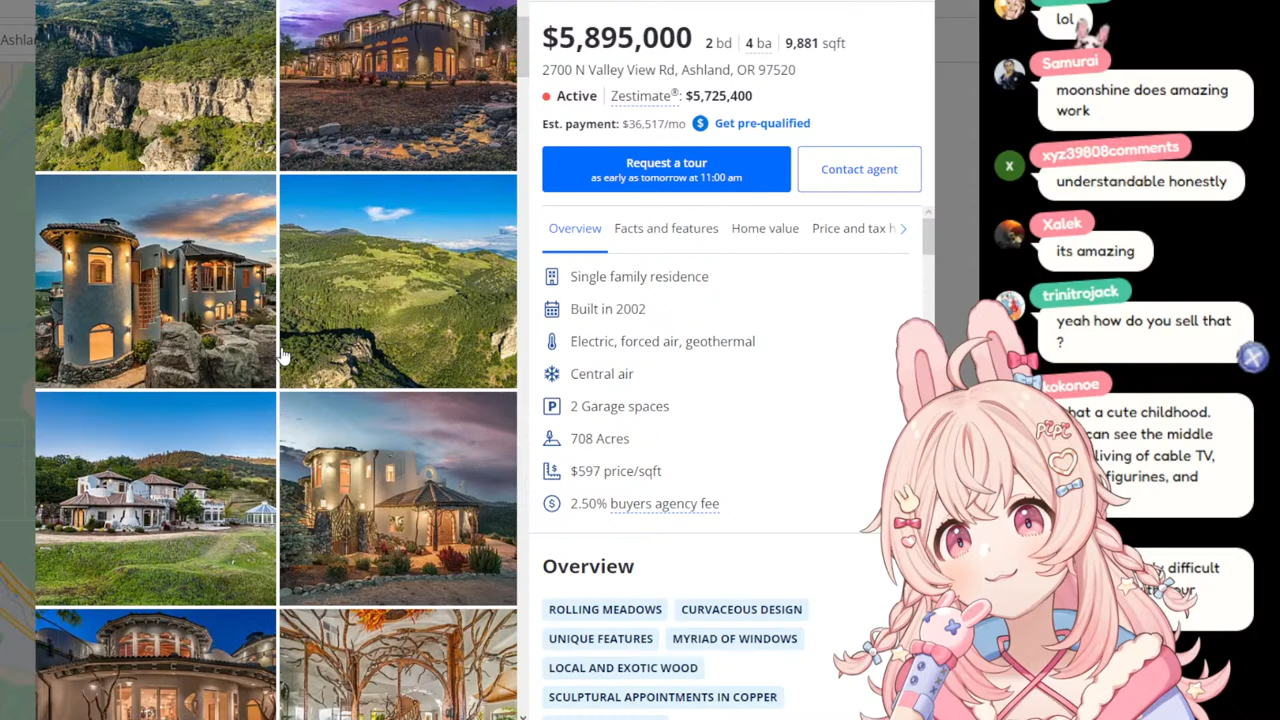 Ashla
$5,895,000 2 bd 4 ba 9,881 sqft
2700 N Valley View Rd, Ashland, OR 97520
Active Zestimate®: $5,725,400
Est. payment: $36,517/mo $ Get pre-qualified
Request a tour
as early as tomorrow at 11:00 am
Contact agent
Overview Facts and features Home value Price and tax h
Single family residence
Built in 2002
Electric, forced air, geothermal
Central air
P 2 Garage spaces
708 Acres
$597 price/sqft
2.50% buyers agency fee
Overview
ROLLING MEADOWS CURVACEOUS DESIGN
UNIQUE FEATURES MYRIAD OF WINDOWS
LOCAL AND EXOTIC WOOD
SCULPTURAL APPOINTMENTS IN COPPER
lol
Samurai
moonshine does amazing
work
X
xyz39808comments
understandable honestly
Xalek
its amazing
trinitrojack
yeah how do you sell that
?
kokonoe
hat a cute childhood.
can see the middle
living of cable TV,
figurines, and
difficult
PiPi